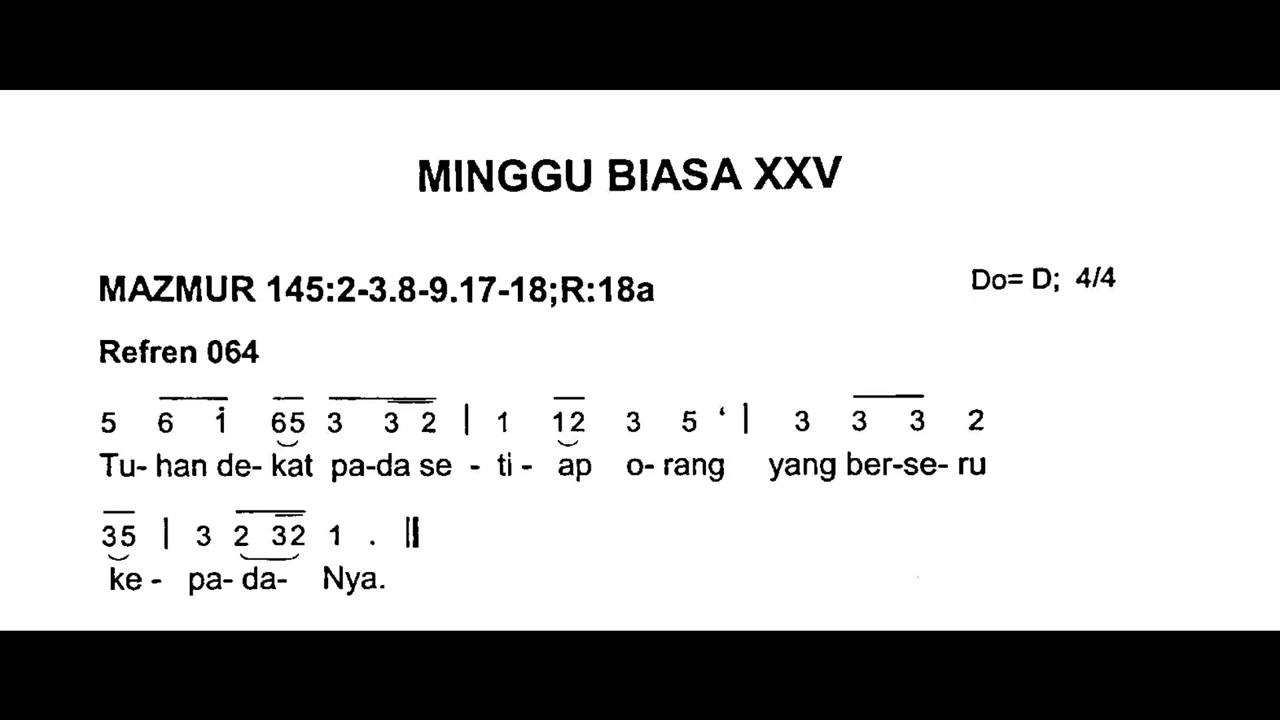 MINGGU BIASA XXV
MAZMUR 145:2-3.8-9.17-18;R:18a Do= D; 4/4
Refren 064
5 6 i 65 3 3 2 | 1 12 3 5 ‘ | 3 3 3 2
Tu- han de- kat pa-da se - ti - ap o- rang yang ber-se- ru
35 | 3 2 32 1 . ||
ke - pa- da- Nya.